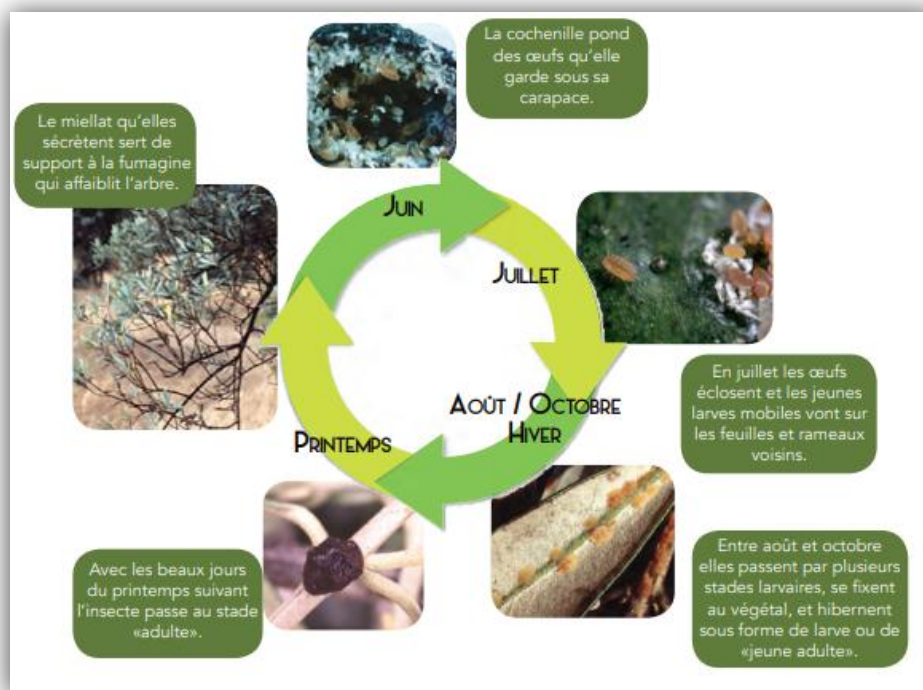 La cochenille pond
des œufs qu'elle
garde sous sa
carapace.
Le miellat qu'elles
sécrètent sert de
support à la fumagine
qui affaiblit l'arbre.
JUIN
JUILLET
En juillet les œufs
éclosent et les jeunes
larves mobiles vont sur
les feuilles et rameaux
voisins.
AOÛT / OCTOBRE
HIVER
PRINTEMPS
Entre août et octobre
elles passent par plusieurs
stades larvaires, se fixent
au végétal, et hibernent
sous forme de larve ou de
«jeune adulte».
Avec les beaux jours
du printemps suivant
l'insecte passe au stade
«adulte».